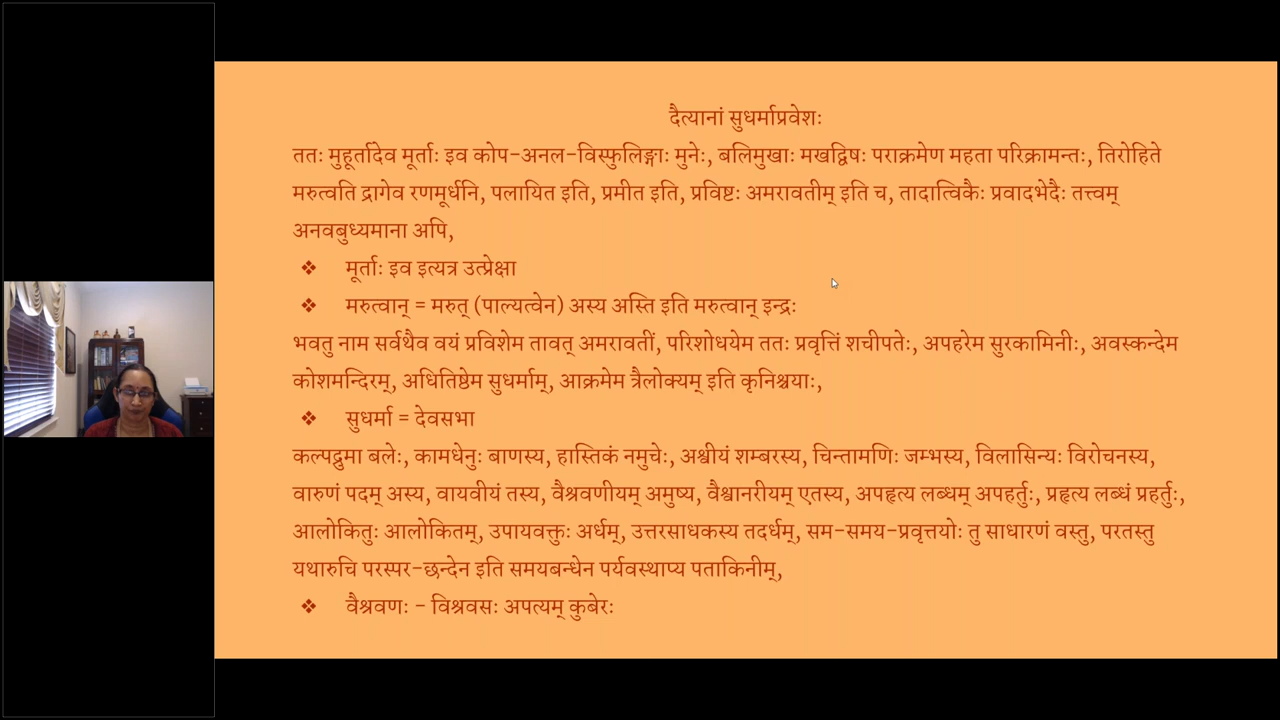 दैत्यानां सुधर्माप्रवेशः
ततः मुहूर्तादेव मूर्ताः इव कोप-अनल-विस्फुलिङ्गाः मुनेः, बलिमुखाः मखद्विषः पराक्रमेण महता परिक्रामन्तः, तिरोहिते
मरुत्वति द्रागेव रणमूर्धनि, पलायित इति, प्रमीत इति, प्रविष्टः अमरावतीम् इति च, तादात्विकैः प्रवादभेदैः तत्त्वम्
अनवबुध्यमाना अपि,
❖ मूर्ताः इव इत्यत्र उत्प्रेक्षा
❖ मरुत्वान् = मरुत् (पाल्यत्वेन) अस्य अस्ति इति मरुत्वान् इन्द्रः
भवतु नाम सर्वथैव वयं प्रविशेम तावत् अमरावतीं, परिशोधयेम ततः प्रवृत्तिं शचीपतेः, अपहरेम सुरकामिनीः, अवस्कन्देम
कोशमन्दिरम्, अधितिष्ठेम सुधर्माम्, आक्रमेम त्रैलोक्यम् इति कृनिश्चयाः,
❖ सुधर्मा = देवसभा
कल्पद्रुमा बलेः, कामधेनुः बाणस्य, हास्तिकं नमुचेः, अश्वीयं शम्बरस्य, चिन्तामणिः जम्भस्य, विलासिन्यः विरोचनस्य,
वारुणं पदम् अस्य, वायवीयं तस्य, वैश्रवणीयम् अमुष्य, वैश्वानरीयम् एतस्य, अपहृत्य लब्धम् अपहर्तुः, प्रहृत्य लब्धं प्रहर्तुः,
आलोकितुः आलोकितम्, उपायवक्तुः अर्धम्, उत्तरसाधकस्य तदर्धम्, सम-समय-प्रवृत्तयोः तु साधारणं वस्तु, परतस्तु
यथारुचि परस्पर-छन्देन इति समयबन्धेन पर्यवस्थाप्य पताकिनीम्,
❖ वैश्रवणः - विश्रवसः अपत्यम् कुबेरः